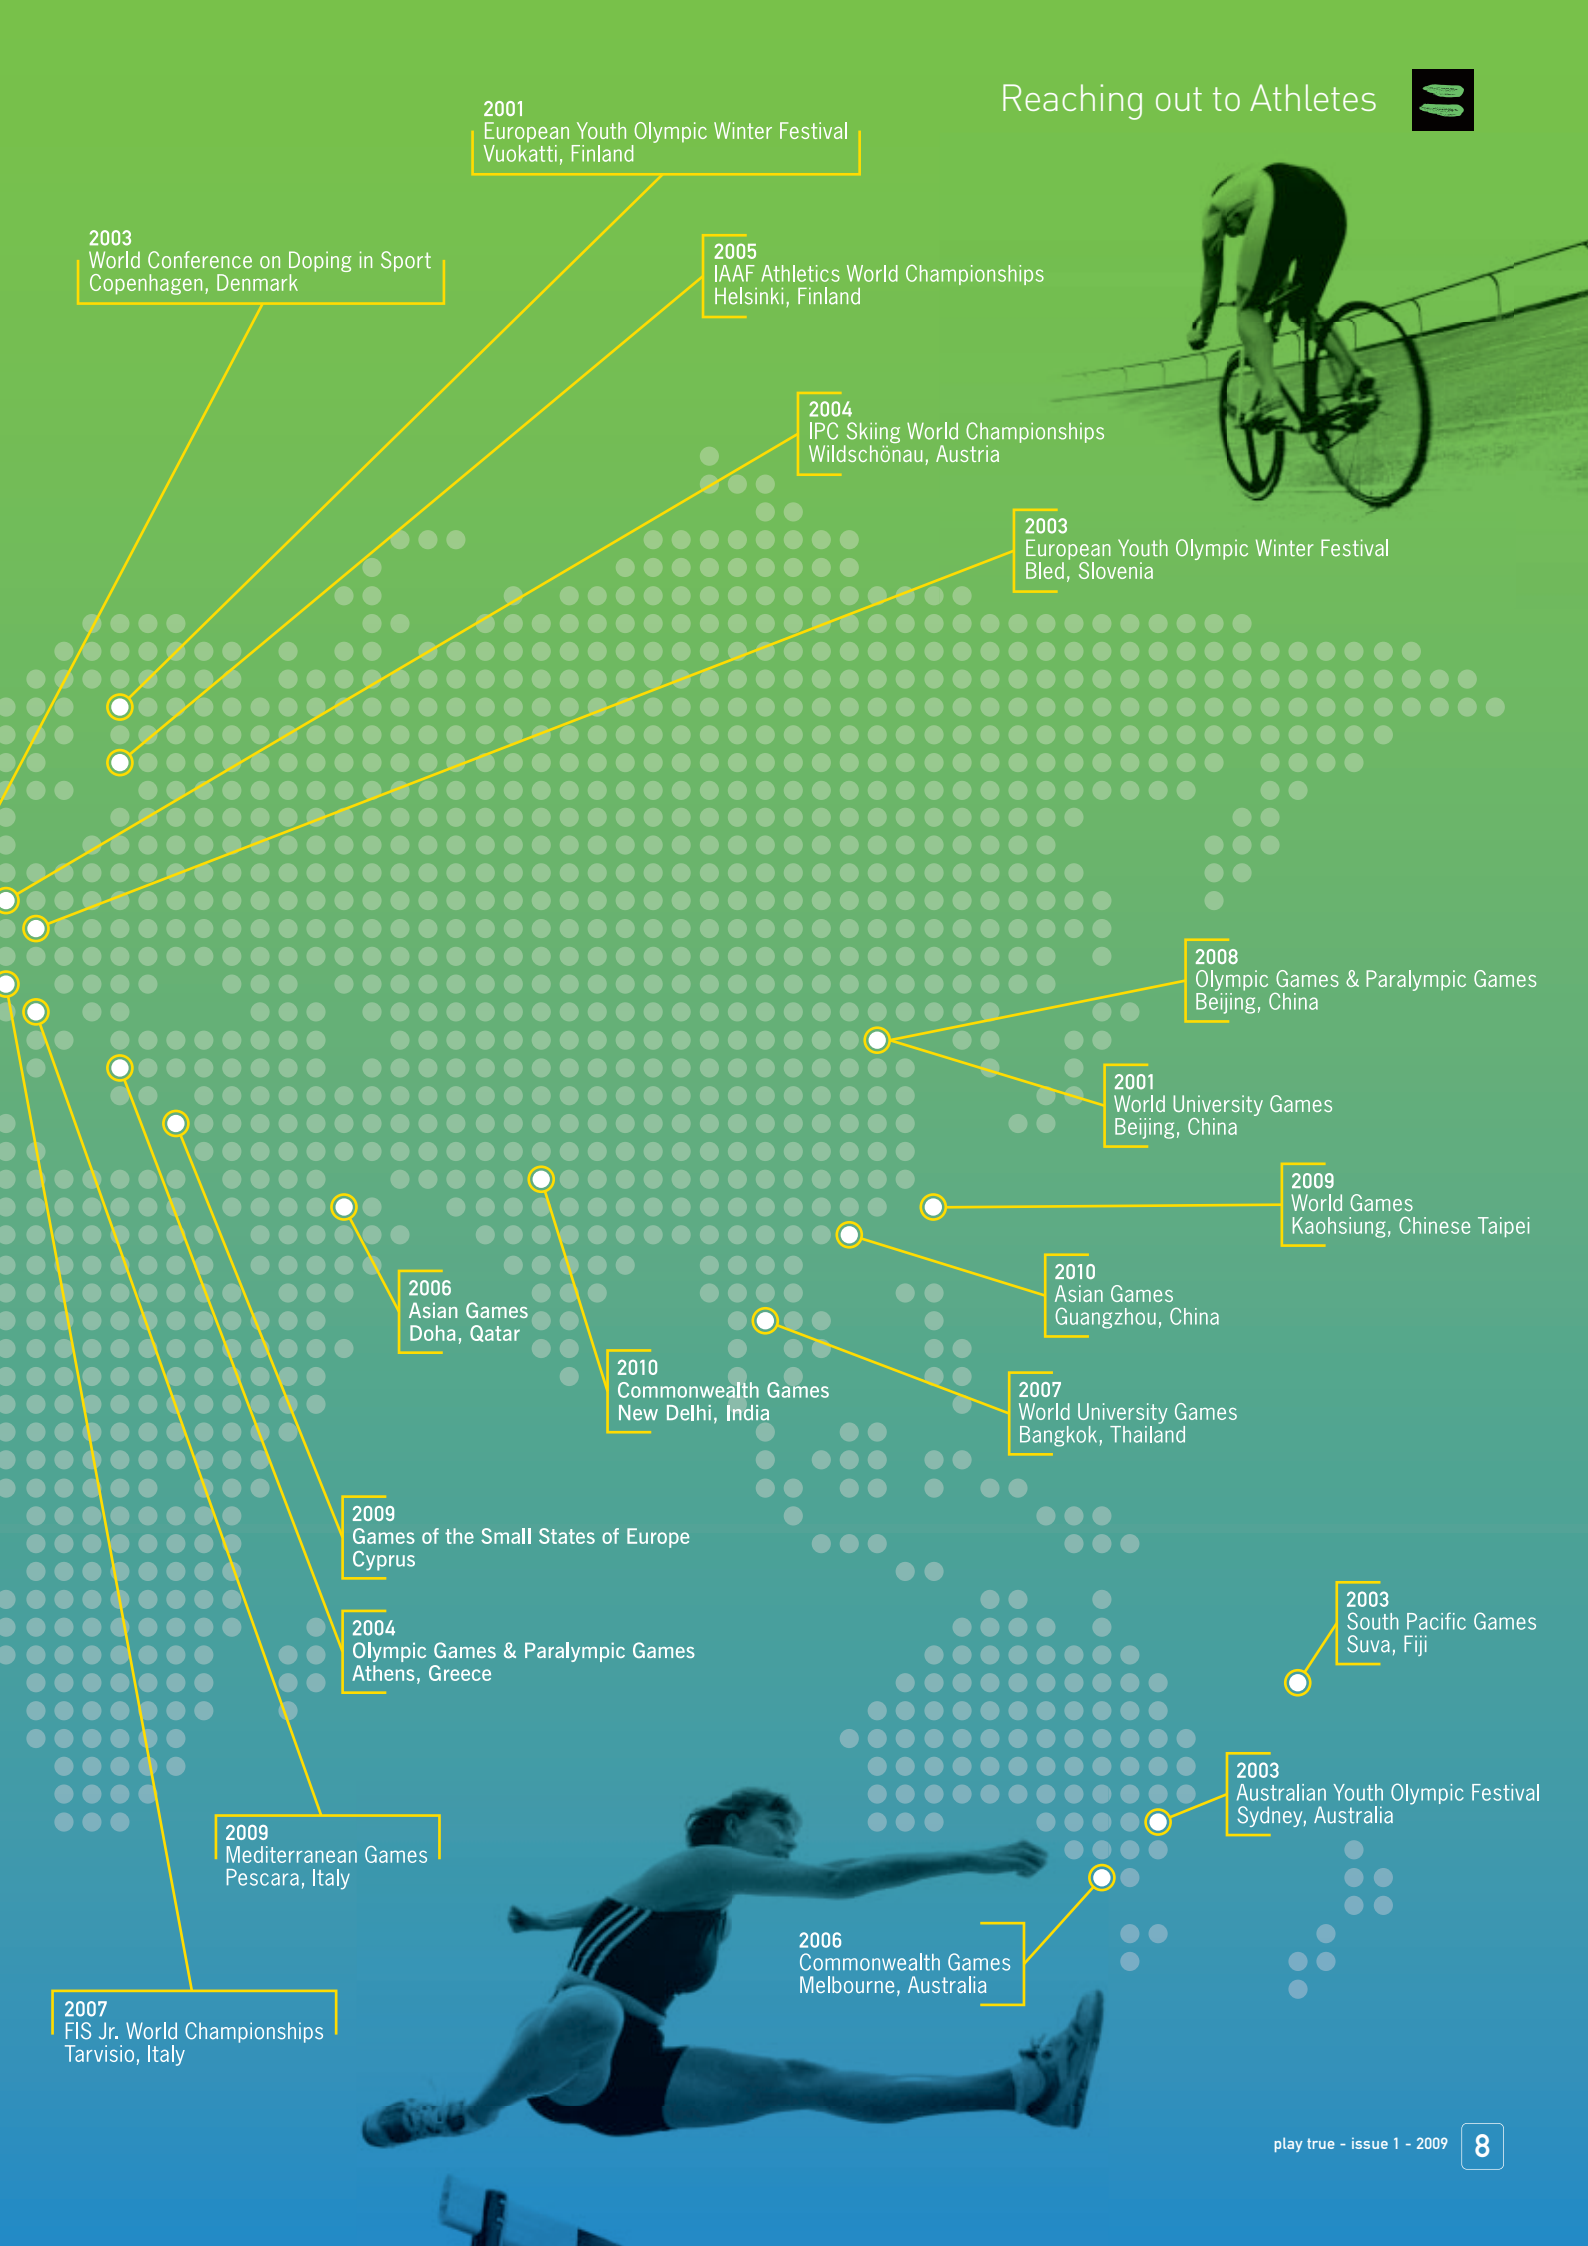 Reaching out to Athletes
2001
European Youth Olympic Winter Festival
Vuokatti, Finland
2003
World Conference on Doping in Sport
Copenhagen, Denmark
2005
IAAF Athletics World Championships
Helsinki, Finland
2004
IPC Skiing World Championships
Wildschönau, Austria
2003
European Youth Olympic Winter Festival
Bled, Slovenia
2008
Olympic Games & Paralympic Games
Beijing, China
2001
World University Games
Beijing, China
2009
World Games
Kaohsiung, Chinese Taipei
2010
Asian Games
Guangzhou, China
2006
Asian Games
Doha, Qatar
2010
Commonwealth Games
New Delhi, India
2007
World University Games
Bangkok, Thailand
2009
Games of the Small States of Europe
Cyprus
2004
Olympic Games & Paralympic Games
Athens, Greece
2003
South Pacific Games
Suva, Fiji
2003
Australian Youth Olympic Festival
Sydney, Australia
2009
Mediterranean Games
Pescara, Italy
2006
Commonwealth Games
Melbourne, Australia
2007
FIS Jr. World Championships
Tarvisio, Italy
play true - issue 1 - 2009 8